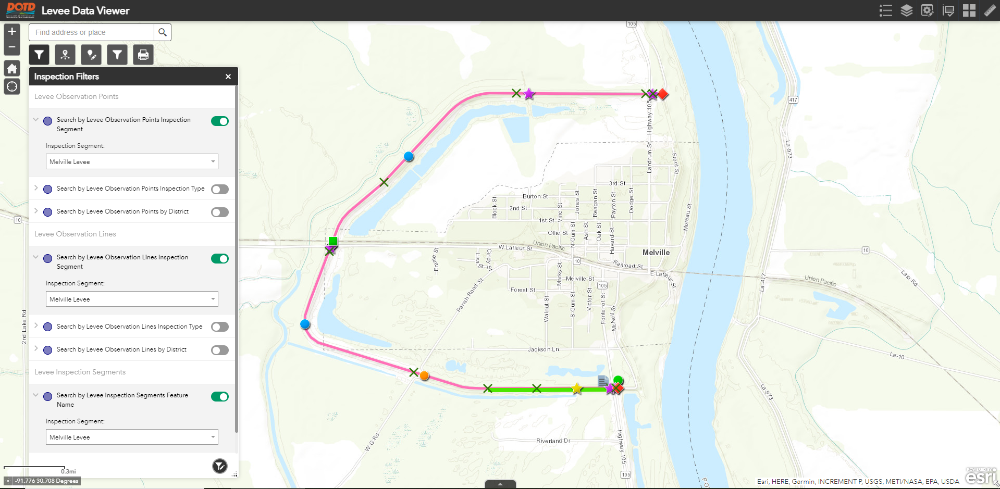 DOTD
Levee Data Viewer
Find address or place
Inspection Filters
Levee Observation Points
Search by Levee Observation Points Inspection
Segment
Inspection Segment:
Melville Levee
Search by Levee Observation Points Inspection Type
Search by Levee Observation Points by District
Levee Observation Lines
Search by Levee Observation Lines Inspection
Segment
Inspection Segment:
Melville Levee
Search by Levee Observation Lines Inspection Type
Search by Levee Observation Lines by District
Levee Inspection Segments
Search by Levee Inspection Segments Feature
Name
Inspection Segment:
Melville Levee
0.3mi
-91.776 30.708 Degrees
10
2nd Lake Rd
105
Highway 105
417
La-973
Landrum St
Front St
3rd St
Burton St
2nd St
1st St
Ollie St
Block St
Vine St
Jones St
Reagan St
Payton St
Dodge St
Moreau St
N Gum St
Ash St
Oak St
Havard St
Union Pacific
W Lafleur St
Melville
Frame St
Lisa St
Cindy St
10
Railroad St
E Lafleur St
Marks St
Melville St
105
Forest St
Parish Road St
Walnut St
S Gum St
Victor St
Fontenot St
McNeil St
Jackson Ln
10
La-417
Union Pacific
Laio Rd
La-10
La-973
W G Rd
Riverland Dr
Highway 105
105
Esri, HERE, Garmin, INCREMENT P, USGS, METI/NASA, EPA, USDA
POWERED BY
esri